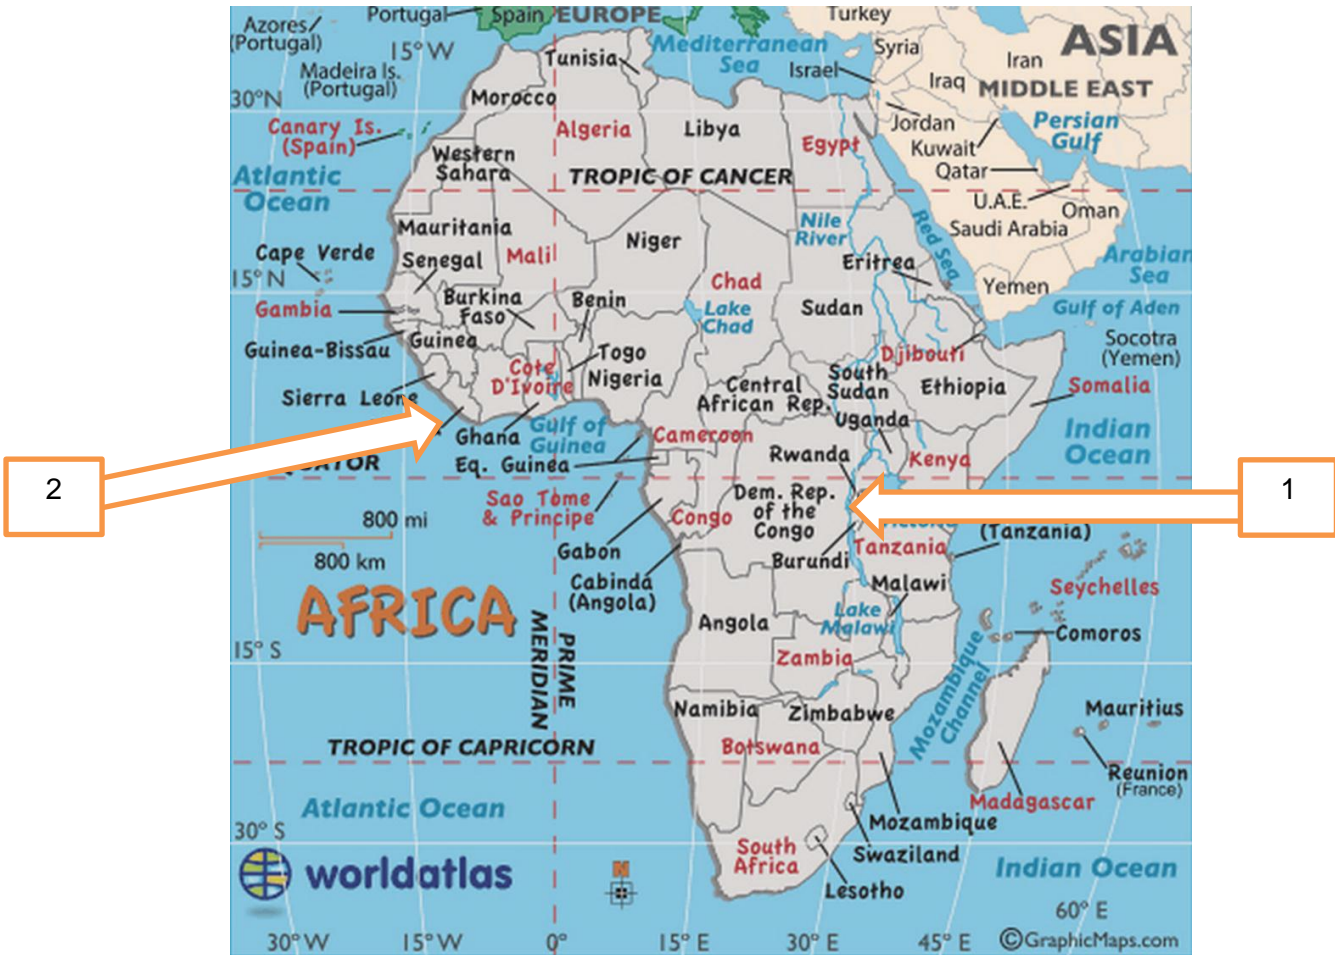 Azores
(Portugal)
Portugal
Spain
EUROPE
Turkey
ASIA
15° W
Madeira Is.
(Portugal)
Tunisia
Mediterranean
Sea
Syria
Israel
Iran
Iraq
MIDDLE EAST
30°N
Morocco
Canary Is.
(Spain)
Algeria
Libya
Egypt
Jordan
Kuwait
Persian
Gulf
Qatar
Western
Sahara
Atlantic
Ocean
TROPIC OF CANCER
U.A.E.
Oman
Saudi Arabia
Mauritania
Mali
Niger
Nile
River
Red Sea
Arabian
Sea
Cape Verde
Senegal
15° N
Eritrea
Yemen
Chad
Gambia
Burkina
Faso
Benin
Lake
Chad
Sudan
Gulf of Aden
Guinea-Bissau
Guinea
Togo
Djibouti
Socotra
(Yemen)
Cote
D'Ivoire
Nigeria
Central
African Rep.
South
Sudan
Ethiopia
Somalia
Sierra Leone
Ghana
Gulf of
Guinea
Cameroon
Uganda
Indian
Ocean
Eq. Guinea
Rwanda
Kenya
2
1
Sao Tome
& Principe
Dem. Rep.
of the
Congo
Congo
(Tanzania)
800 mi
800 km
Gabon
Burundi
Tanzania
Cabinda
(Angola)
Malawi
Seychelles
AFRICA
Angola
Lake
Malawi
Comoros
PRIME
MERIDIAN
15° S
Zambia
Mozambique
Channel
Namibia
Zimbabwe
Mauritius
TROPIC OF CAPRICORN
Botswana
Reunion
(France)
Madagascar
Atlantic Ocean
Mozambique
30° S
South
Africa
Swaziland
Indian Ocean
worldatlas
N
Lesotho
60° E
30° W
15° W
0°
15° E
30° E
45° E
©GraphicMaps.com